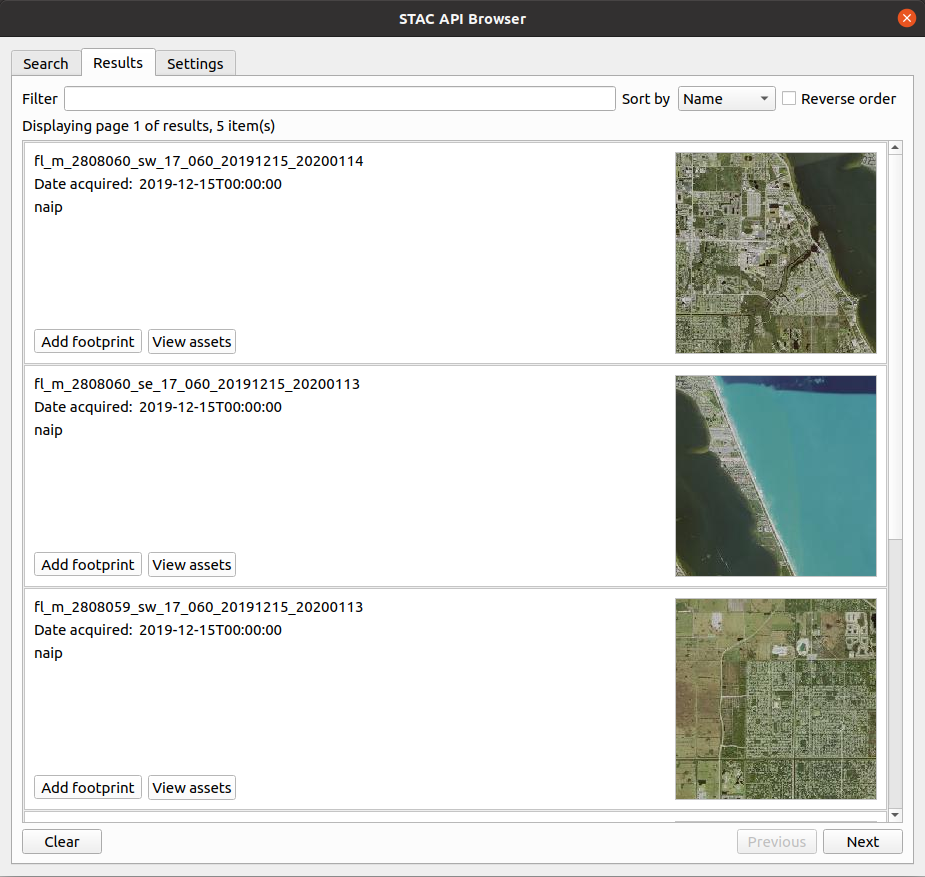 STAC API Browser
Search Results Settings
Filter Sort by Name Reverse order
Displaying page 1 of results, 5 item(s)
fl_m_2808060_sw_17_060_20191215_20200114
Date acquired: 2019-12-15T00:00:00
naip
Add footprint View assets
fl_m_2808060_se_17_060_20191215_20200113
Date acquired: 2019-12-15T00:00:00
naip
Add footprint View assets
fl_m_2808059_sw_17_060_20191215_20200113
Date acquired: 2019-12-15T00:00:00
naip
Add footprint View assets
Clear Previous Next